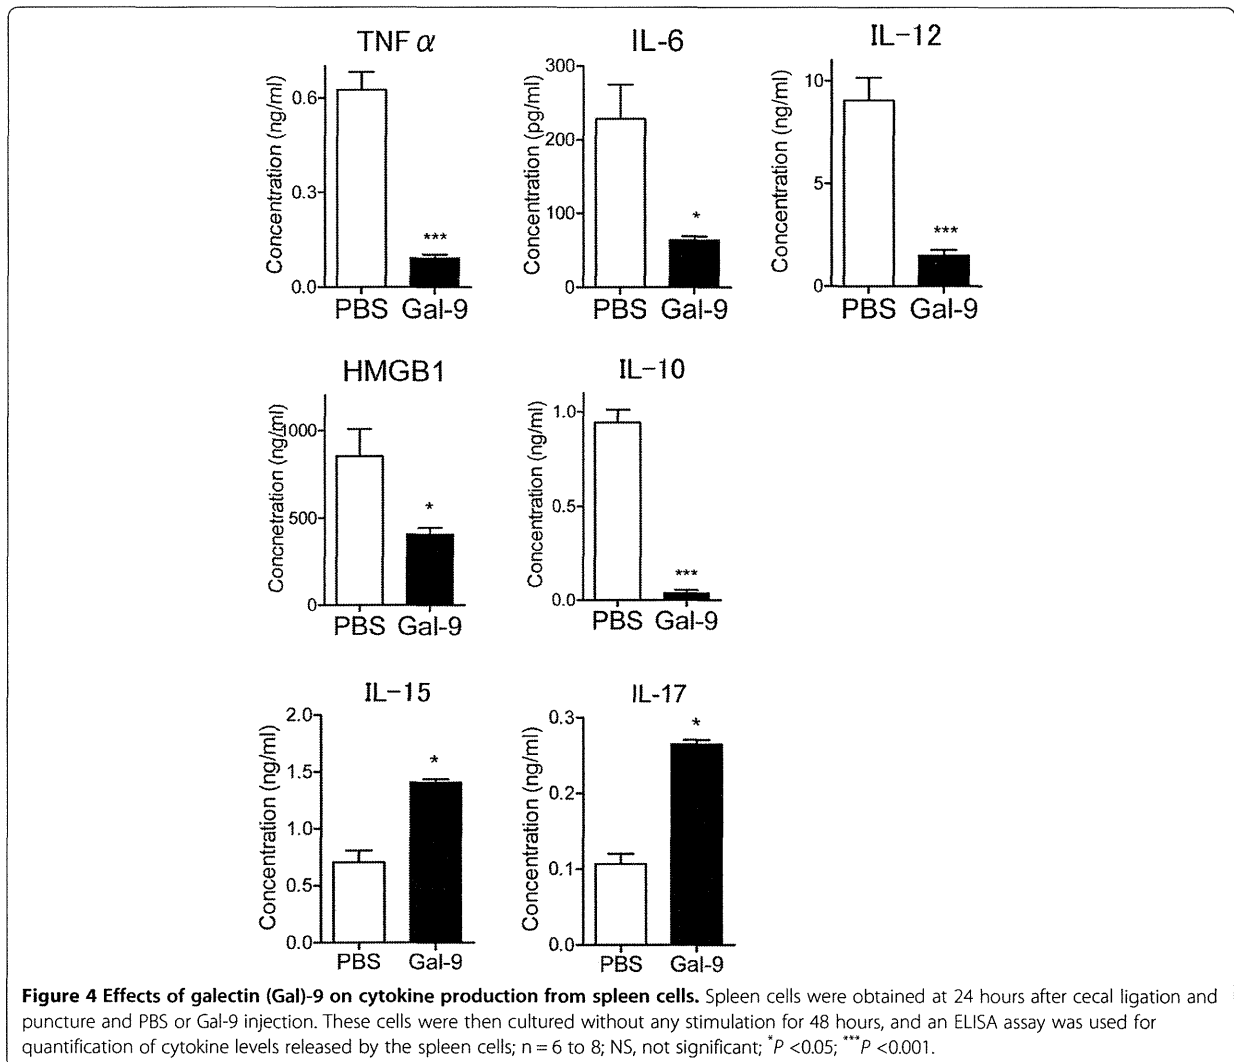 TNF α
Concentration (ng/ml)
0.6
0.3
0.0
***
PBS Gal-9
IL-6
Concentration (pg/ml)
300
200
100
0
*
PBS Gal-9
IL-12
Concentration (ng/ml)
10
5
0
***
PBS Gal-9
HMGB1
Concnetration (ng/ml)
1000
500
0
*
PBS Gal-9
IL-10
Concentration (ng/ml)
1.0
0.5
0.0
***
PBS Gal-9
IL-15
Concentration (ng/ml)
2.0
1.5
1.0
0.5
0.0
*
PBS Gal-9
IL-17
Concentration (ng/ml)
0.3
0.2
0.1
0.0
*
PBS Gal-9
Figure 4 Effects of galectin (Gal)-9 on cytokine production from spleen cells. Spleen cells were obtained at 24 hours after cecal ligation and
puncture and PBS or Gal-9 injection. These cells were then cultured without any stimulation for 48 hours, and an ELISA assay was used for
quantification of cytokine levels released by the spleen cells; n = 6 to 8; NS, not significant; *P <0.05; ***P <0.001.